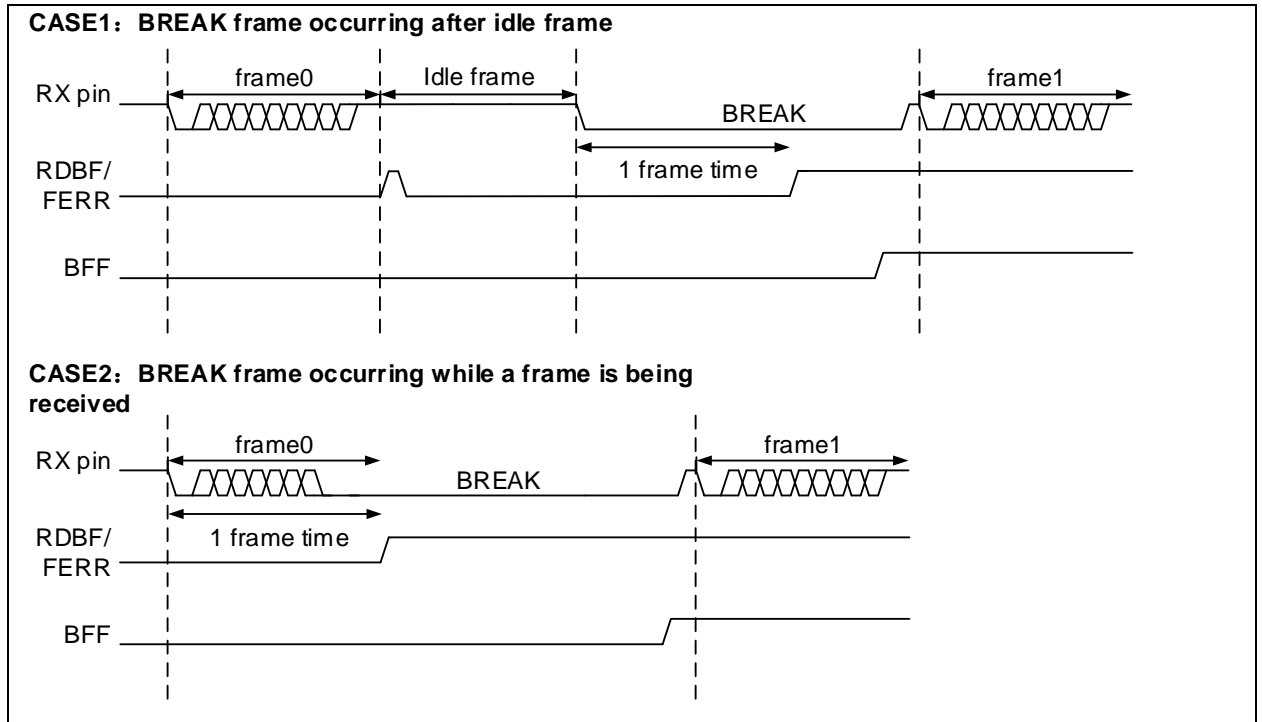 CASE1：BREAK frame occurring after idle frame
frame0
Idle frame
frame1
RX pin
BREAK
1 frame time
RDBF/
FERR
BFF
CASE2：BREAK frame occurring while a frame is being
received
frame0
frame1
RX pin
BREAK
1 frame time
RDBF/
FERR
BFF